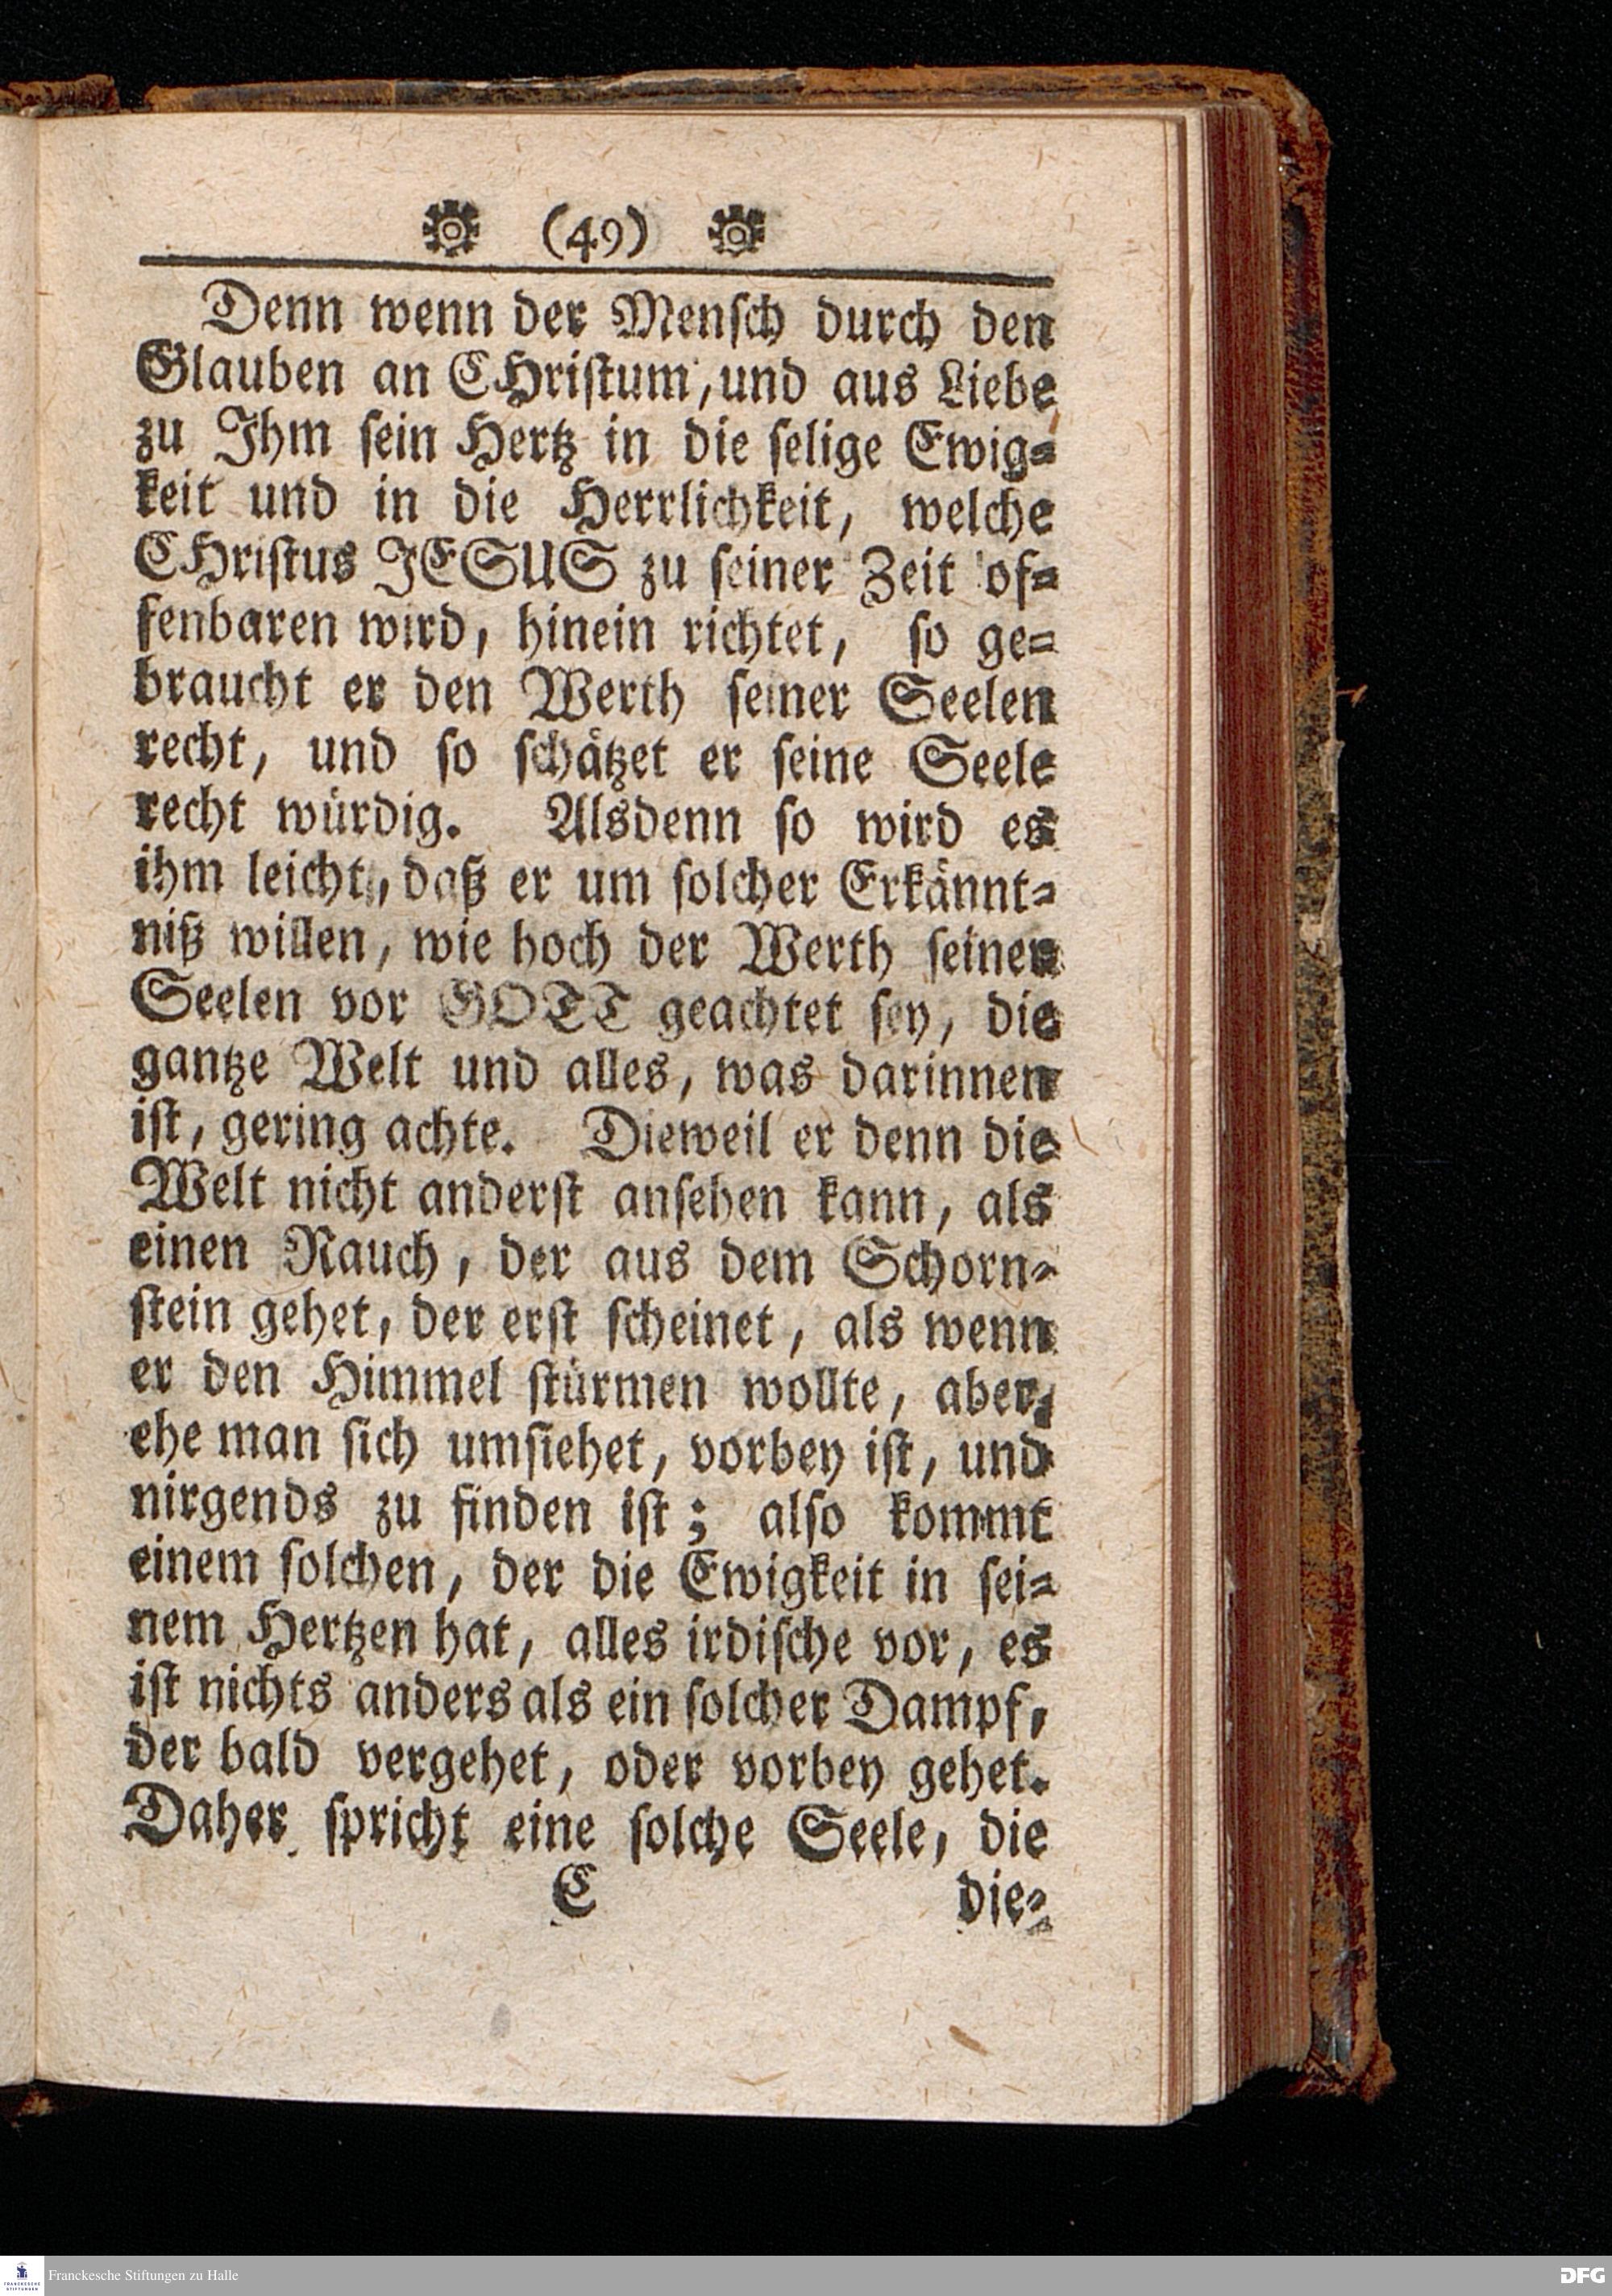 (49)
Denn wenn der Menſch durch den
Glauben an CHriſtum, und aus Liebe
zu Ihm ſein Hertz in die ſelige Ewig⸗
keit und in die Herrlichkeit, welche
CHriſtus JESUS zu ſeiner Zeit of⸗
fenbaren wird, hinein richtet, ſo ge⸗
braucht er den Werth ſeiner Seelen
recht, und ſo ſchätzet er ſeine Seele
recht würdig. Alsdenn ſo wird es
ihm leicht, daß er um ſolcher Erkännt⸗
niß willen, wie hoch der Werth ſeiner
Seelen vor GOTT geachtet ſey, die
gantze Welt und alles, was darinnen
iſt, gering achte. Dieweil er denn die
Welt nicht anderſt anſehen kann, als
einen Rauch, der aus dem Schorn⸗
ſtein gehet, der erſt ſcheinet, als wenn
er den Himmel ſtürmen wollte, aber,
ehe man ſich umſiehet, vorbey iſt, und
nirgends zu finden iſt; alſo kommt
einem ſolchen, der die Ewigkeit in ſei⸗
nem Hertzen hat, alles irdiſche vor, es
iſt nichts anders als ein ſolcher Dampf,
der bald vergehet, oder vorbey gehet.
Daher ſpricht eine ſolche Seele, die
C die⸗
FRANCKESCHE STIFTUNGEN
Franckesche Stiftungen zu Halle
DFG